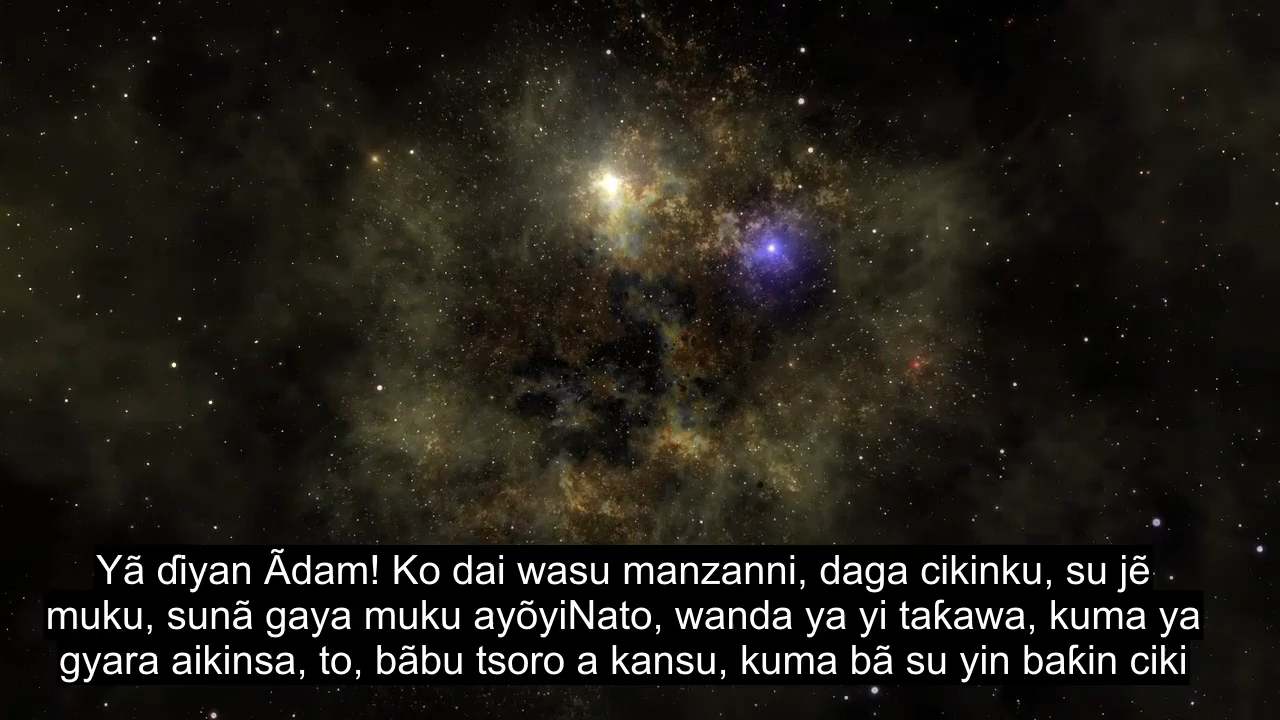 Yã ɗiyan Ãdam! Ko dai wasu manzanni, daga cikinku, su jẽ
muku, sunã gaya muku ayõyiNato, wanda ya yi taƙawa, kuma ya
gyara aikinsa, to, bãbu tsoro a kansu, kuma bã su yin baƙin ciki